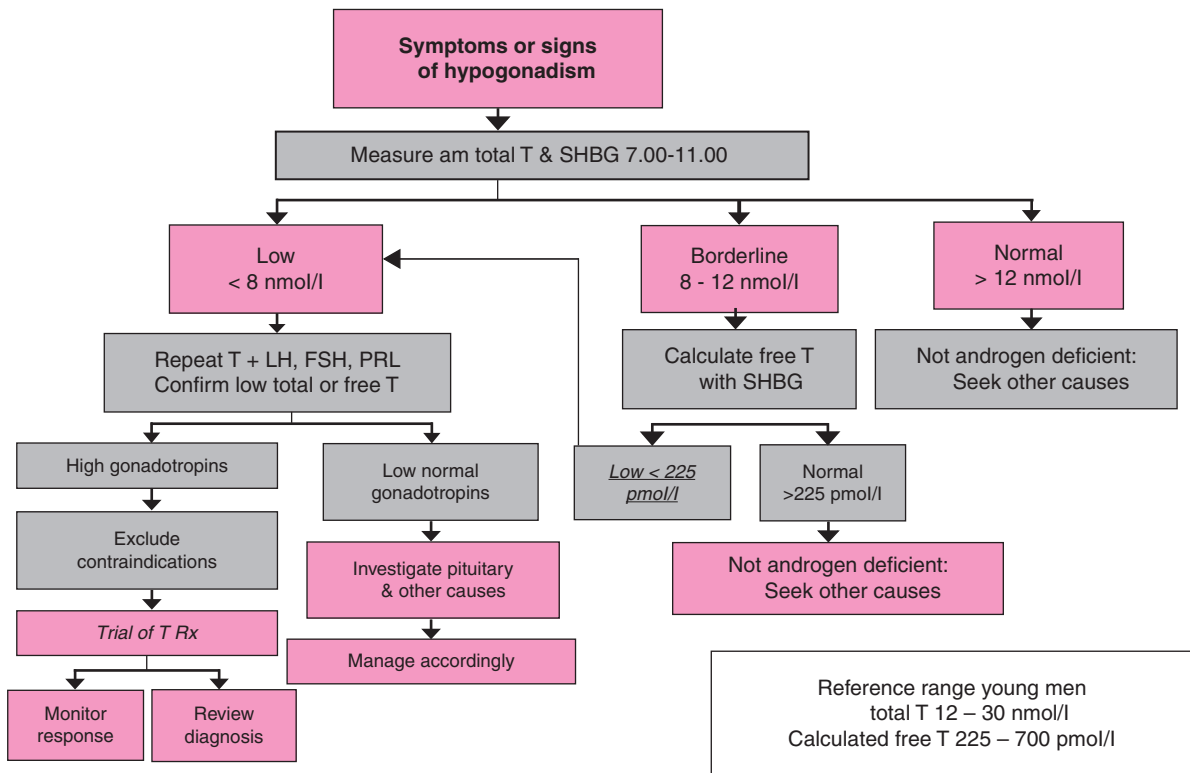 Symptoms or signs
of hypogonadism
Measure am total T & SHBG 7.00-11.00
Low
< 8 nmol/l
Borderline
8 - 12 nmol/l
Normal
> 12 nmol/l
Repeat T + LH, FSH, PRL
Confirm low total or free T
Calculate free T
with SHBG
Not androgen deficient:
Seek other causes
High gonadotropins
Low normal
gonadotropins
Low < 225
pmol/l
Normal
>225 pmol/l
Exclude
contraindications
Investigate pituitary
& other causes
Not androgen deficient:
Seek other causes
Trial of T Rx
Manage accordingly
Monitor
response
Review
diagnosis
Reference range young men
total T 12 – 30 nmol/l
Calculated free T 225 – 700 pmol/l